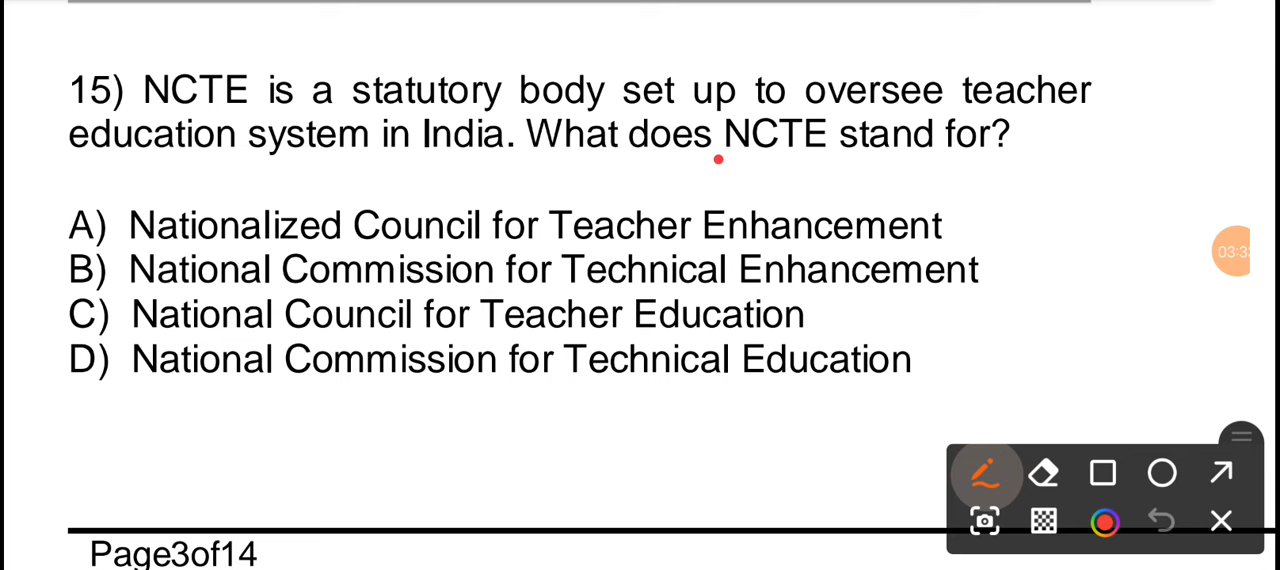 15) NCTE is a statutory body set up to oversee teacher
education system in India. What does NCTE stand for?
A) Nationalized Council for Teacher Enhancement
B) National Commission for Technical Enhancement
C) National Council for Teacher Education
D) National Commission for Technical Education
Page3of14